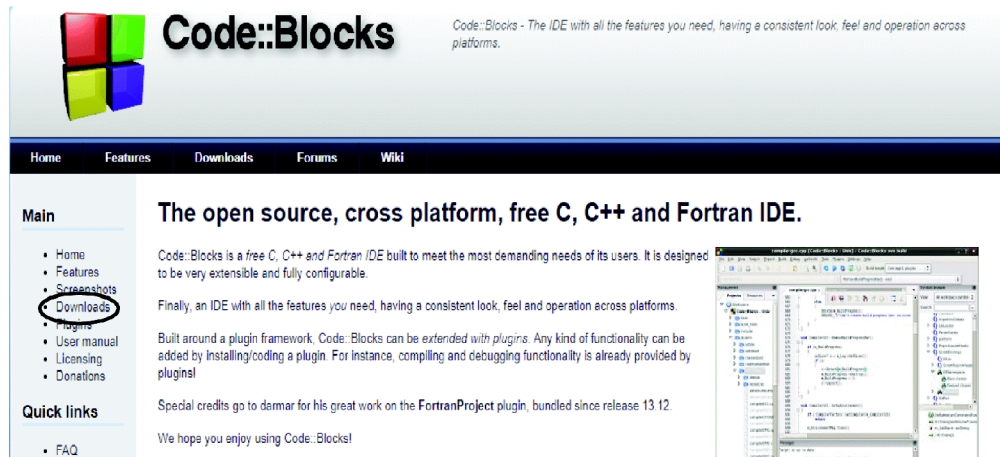 Code::Blocks
Code::Blocks - The IDE with all the features you need, having a consistent look, feel and operation across
platforms.
Home Features Downloads Forums Wiki
Main
• Home
• Features
• Screenshots
• Downloads
• Plugins
• User manual
• Licensing
• Donations
Quick links
• FAQ
The open source, cross platform, free C, C++ and Fortran IDE.
Code::Blocks is a free C, C++ and Fortran IDE built to meet the most demanding needs of its users. It is designed
to be very extensible and fully configurable.
Finally, an IDE with all the features you need, having a consistent look, feel and operation across platforms.
Built around a plugin framework, Code::Blocks can be extended with plugins. Any kind of functionality can be
added by installing/coding a plugin. For instance, compiling and debugging functionality is already provided by
plugins!
Special credits go to darmar for his great work on the FortranProject plugin, bundled since release 13.12.
We hope you enjoy using Code::Blocks!